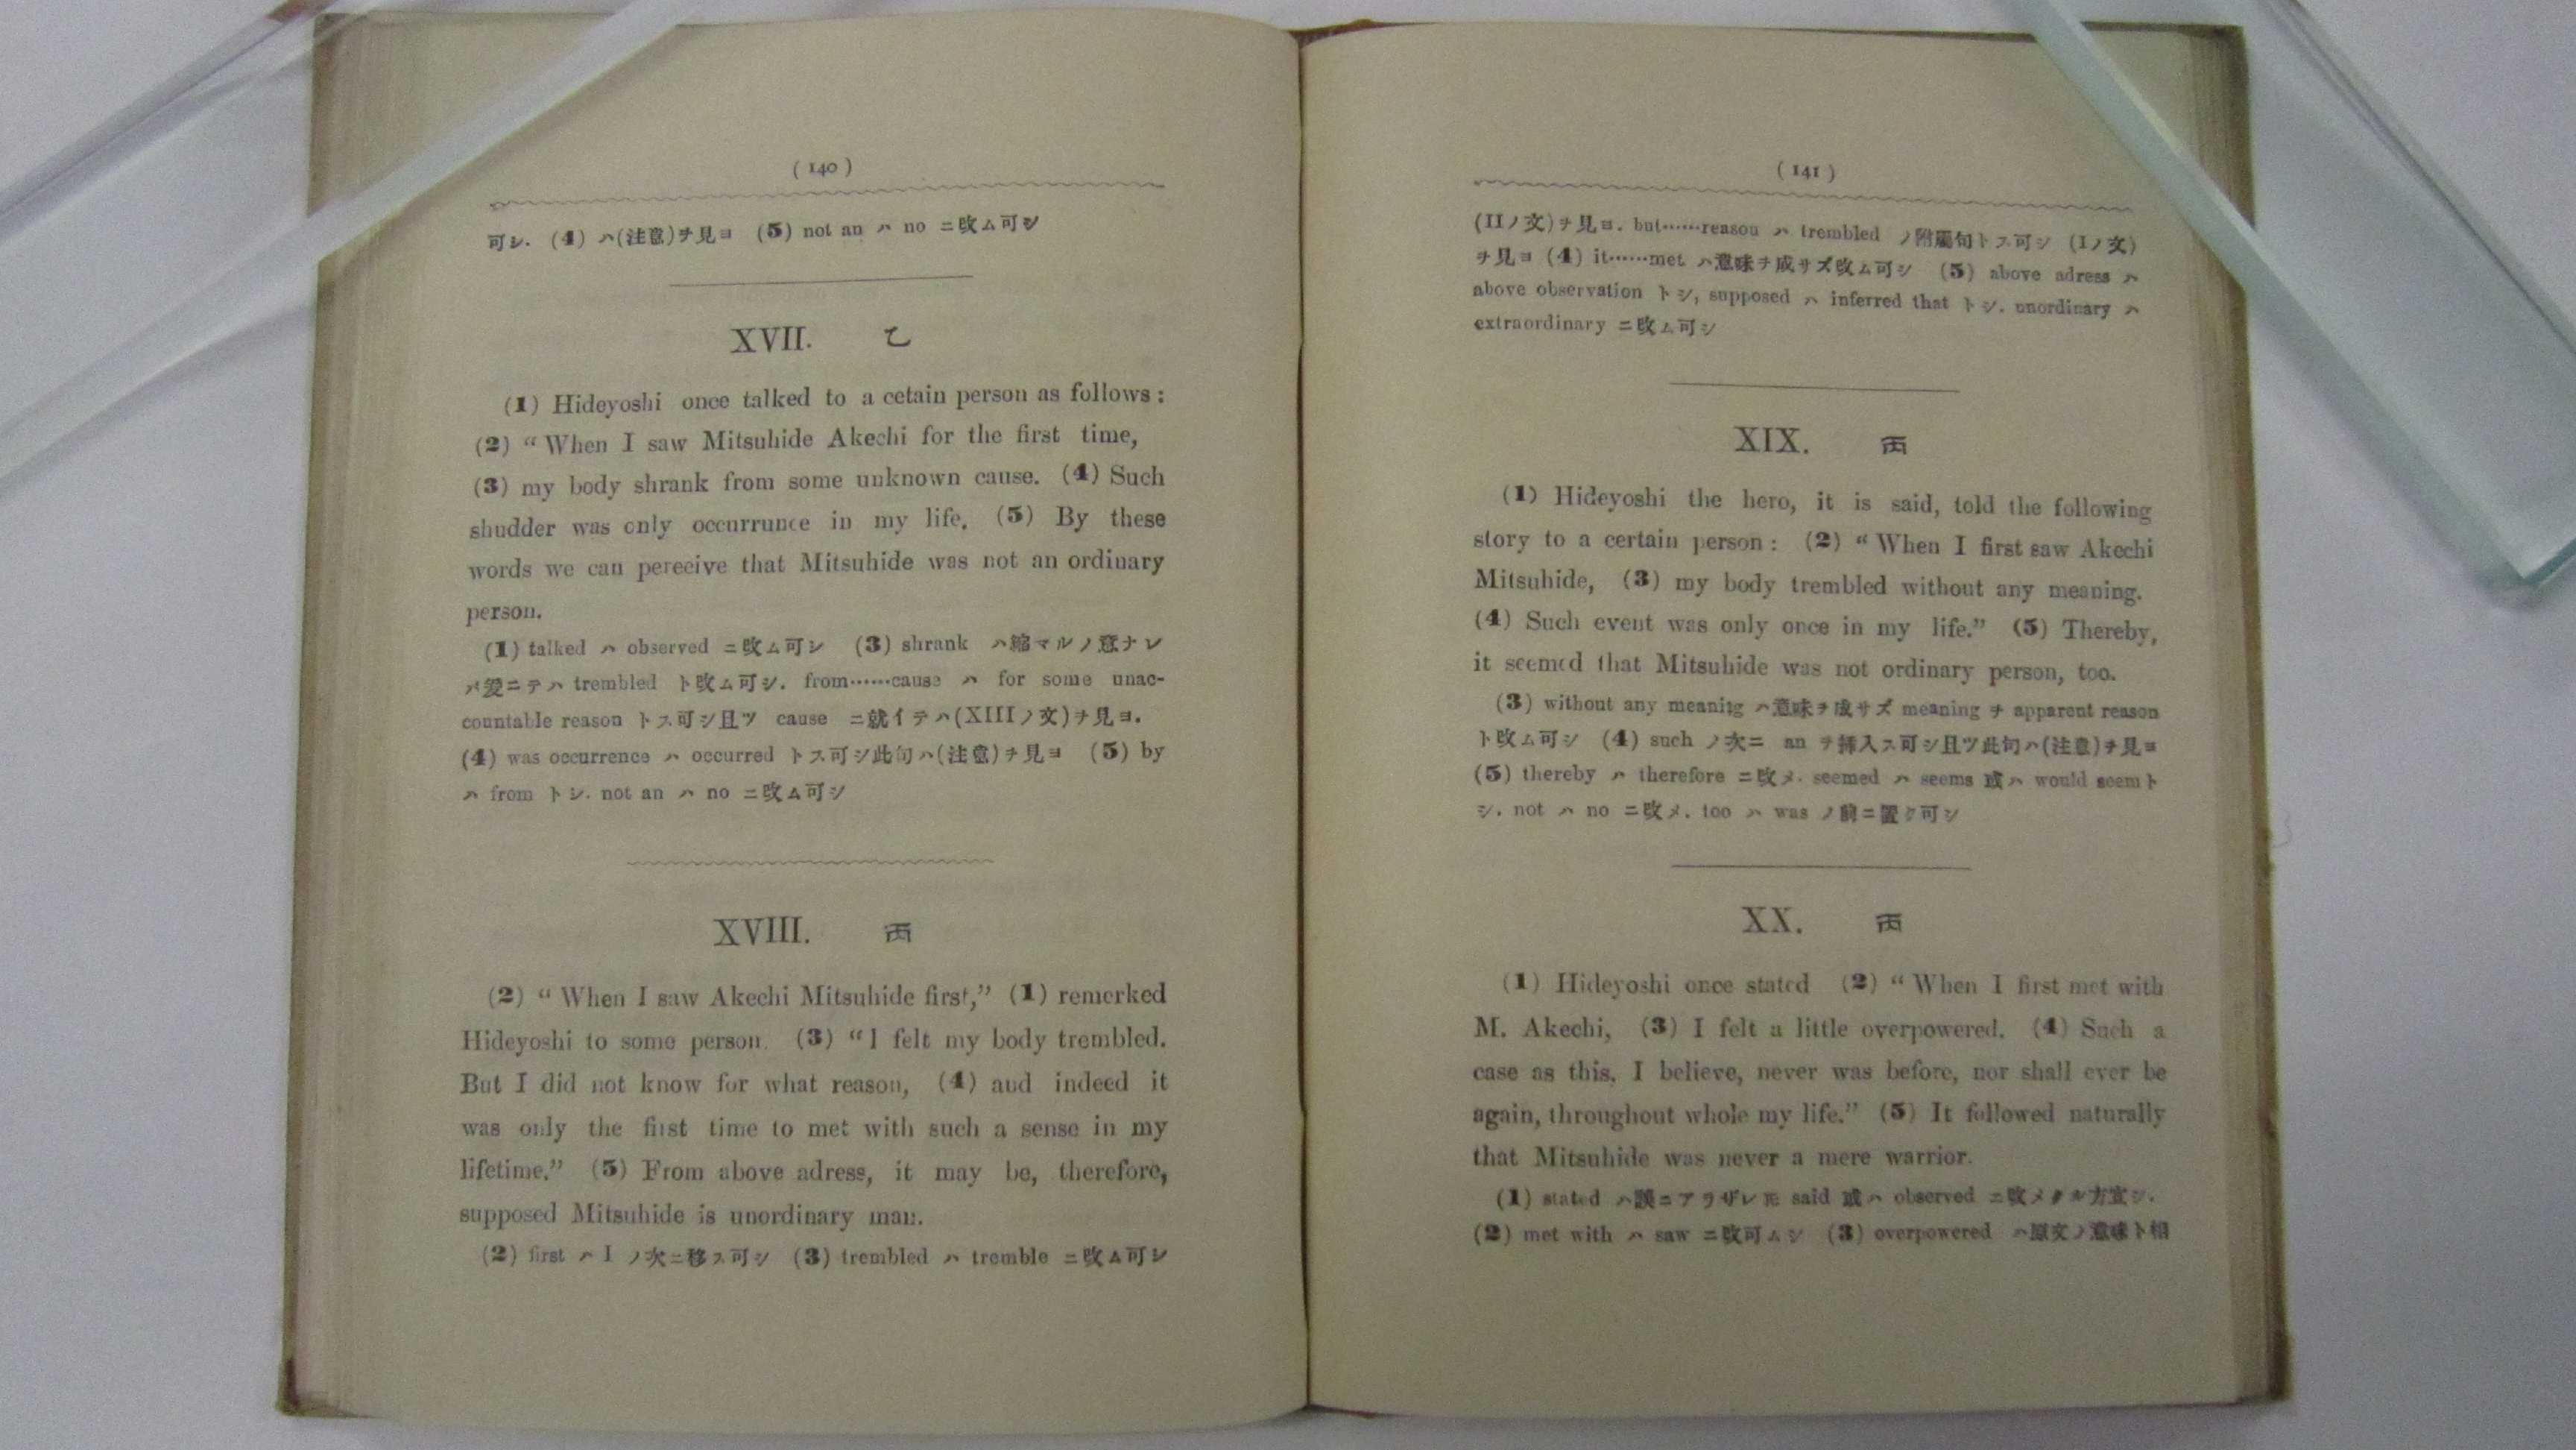 ( 140 )
可シ. (4) ハ(注意)チ見ヨ (5) not an ハ no ニ改ム可シ
XVII. 乙
(1) Hideyoshi once talked to a cetain person as follows:
(2) “When I saw Mitsuhide Akechi for the first time,
(3) my body shrank from some unknown cause. (4) Such
shudder was only occurrunce in my life. (5) By these
words we can pereeive that Mitsuhide was not an ordinary
person.
(1) talked ハ observed ニ改ム可シ (3) shrank ハ縮マルノ意ナレ
バ爰ニテハ trembled ト改ム可シ. from……cause ハ for some unac-
countable reason トス可シ且ツ cause ニ就イテハ(XIIIノ文)チ見ヨ.
(4) was occurrence ハ occurred トス可シ此句ハ(注意)チ見ヨ (5) by
ハ from トシ. not an ハ no ニ改ム可シ
XVIII. 丙
(2) “When I saw Akechi Mitsuhide first,” (1) remerked
Hideyoshi to some person. (3) “I felt my body trembled.
But I did not know for what reason, (4) aud indeed it
was only the first time to met with such a sense in my
lifetime.” (5) From above adress, it may be, therefore,
supposed Mitsuhide is unordinary man.
(2) first ハ I ノ次ニ移ス可シ (3) trembled ハ tremble ニ改ム可シ
( 141 )
(IIノ文)チ見ヨ. but……reasou ハ trembled ノ附屬句トス可シ (Iノ文)
チ見ヨ (4) it……met ハ意味チ成サズ改ム可シ (5) above adress ハ
above observation トシ, supposed ハ inferred that トシ. unordinary ハ
extraordinary ニ改ム可シ
XIX. 丙
(1) Hideyoshi the hero, it is said, told the following
story to a certain person: (2) “When I first saw Akechi
Mitsuhide, (3) my body trembled without any meaning.
(4) Such event was only once in my life.” (5) Thereby,
it seemed that Mitsuhide was not ordinary person, too.
(3) without any meanitg ハ意味チ成サズ meaning チ apparent reason
ト改ム可シ (4) such ノ次ニ an チ挿入ス可シ且ツ此句ハ(注意)チ見ヨ
(5) thereby ハ therefore ニ改メ. seemed ハ seems 或ハ would seem ト
シ. not ハ no ニ改メ. too ハ was ノ前ニ置ク可シ
XX. 丙
(1) Hideyoshi once stated (2) “When I first met with
M. Akechi, (3) I felt a little overpowered. (4) Such a
case as this, I believe, never was before, nor shall ever be
again, throughout whole my life.” (5) It followed naturally
that Mitsuhide was never a mere warrior.
(1) stated ハ誤ニアラザレ𪜈 said 或ハ observed ニ改メタル方宜シ.
(2) met with ハ saw ニ改可ムシ (3) overpowered ハ原文ノ意味ト相